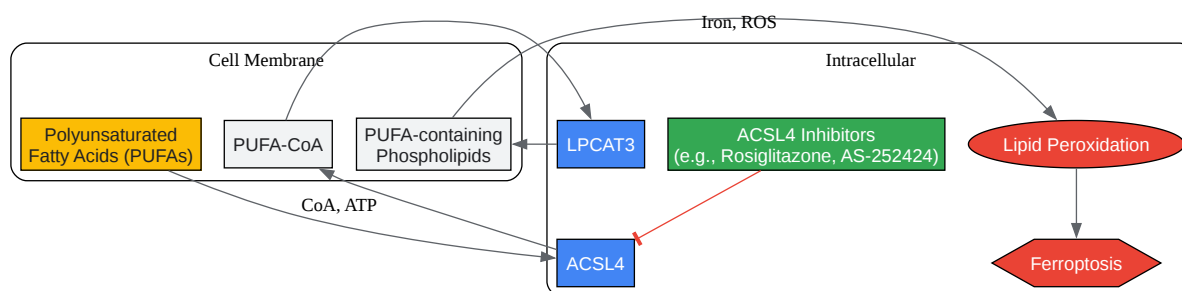 Iron, ROS
Cell Membrane
Intracellular
Polyunsaturated
Fatty Acids (PUFAs)
PUFA-CoA
PUFA-containing
Phospholipids
LPCAT3
ACSL4 Inhibitors
(e.g., Rosiglitazone, AS-252424)
Lipid Peroxidation
CoA, ATP
ACSL4
Ferroptosis